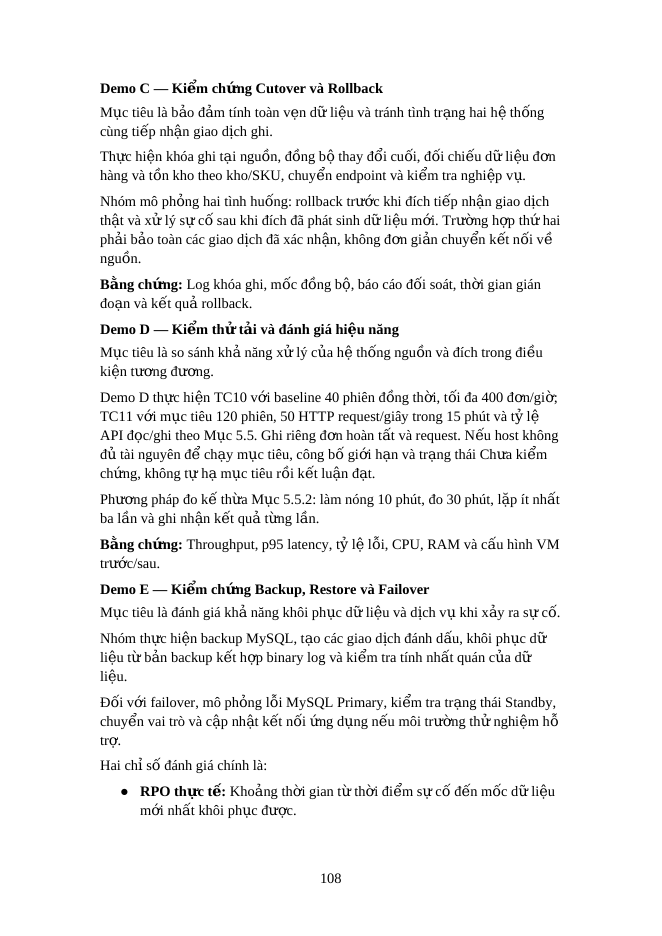 Demo C — Kiểm chứng Cutover và Rollback
Mục tiêu là bảo đảm tính toàn vẹn dữ liệu và tránh tình trạng hai hệ thống
cùng tiếp nhận giao dịch ghi.
Thực hiện khóa ghi tại nguồn, đồng bộ thay đổi cuối, đối chiếu dữ liệu đơn
hàng và tồn kho theo kho/SKU, chuyển endpoint và kiểm tra nghiệp vụ.
Nhóm mô phỏng hai tình huống: rollback trước khi đích tiếp nhận giao dịch
thật và xử lý sự cố sau khi đích đã phát sinh dữ liệu mới. Trường hợp thứ hai
phải bảo toàn các giao dịch đã xác nhận, không đơn giản chuyển kết nối về
nguồn.
Bằng chứng: Log khóa ghi, mốc đồng bộ, báo cáo đối soát, thời gian gián
đoạn và kết quả rollback.
Demo D — Kiểm thử tải và đánh giá hiệu năng
Mục tiêu là so sánh khả năng xử lý của hệ thống nguồn và đích trong điều
kiện tương đương.
Demo D thực hiện TC10 với baseline 40 phiên đồng thời, tối đa 400 đơn/giờ;
TC11 với mục tiêu 120 phiên, 50 HTTP request/giây trong 15 phút và tỷ lệ
API đọc/ghi theo Mục 5.5. Ghi riêng đơn hoàn tất và request. Nếu host không
đủ tài nguyên để chạy mục tiêu, công bố giới hạn và trạng thái Chưa kiểm
chứng, không tự hạ mục tiêu rồi kết luận đạt.
Phương pháp đo kế thừa Mục 5.5.2: làm nóng 10 phút, đo 30 phút, lặp ít nhất
ba lần và ghi nhận kết quả từng lần.
Bằng chứng: Throughput, p95 latency, tỷ lệ lỗi, CPU, RAM và cấu hình VM
trước/sau.
Demo E — Kiểm chứng Backup, Restore và Failover
Mục tiêu là đánh giá khả năng khôi phục dữ liệu và dịch vụ khi xảy ra sự cố.
Nhóm thực hiện backup MySQL, tạo các giao dịch đánh dấu, khôi phục dữ
liệu từ bản backup kết hợp binary log và kiểm tra tính nhất quán của dữ
liệu.
Đối với failover, mô phỏng lỗi MySQL Primary, kiểm tra trạng thái Standby,
chuyển vai trò và cập nhật kết nối ứng dụng nếu môi trường thử nghiệm hỗ
trợ.
Hai chỉ số đánh giá chính là:
● RPO thực tế: Khoảng thời gian từ thời điểm sự cố đến mốc dữ liệu
mới nhất khôi phục được.
108